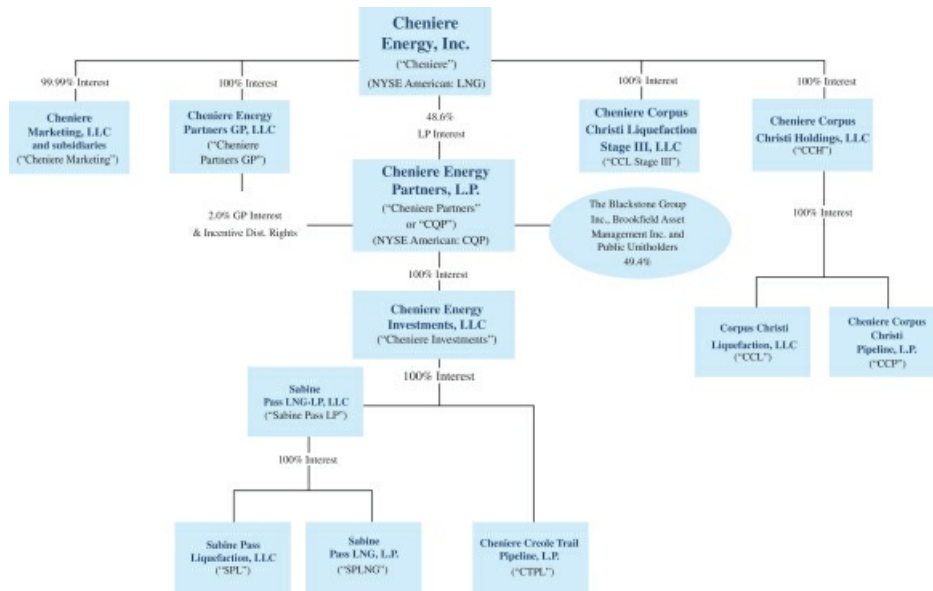 Cheniere
Energy, Inc.
(“Cheniere”)
(NYSE American: LNG)
99.99% Interest
100% Interest
100% Interest
100% Interest
Cheniere
Marketing, LLC
and subsidiaries
(“Cheniere Marketing”)
Cheniere Energy
Partners GP, LLC
(“Cheniere
Partners GP”)
48.6%
LP Interest
Cheniere Corpus
Christi Liquefaction
Stage III, LLC
(“CCL Stage III”)
Cheniere Corpus
Christi Holdings, LLC
(“CCH”)
Cheniere Energy
Partners, L.P.
(“Cheniere Partners”
or “CQP”)
(NYSE American: CQP)
2.0% GP Interest
& Incentive Dist. Rights
The Blackstone Group
Inc., Brookfield Asset
Management Inc. and
Public Unitholders
49.4%
100% Interest
100% Interest
Cheniere Energy
Investments, LLC
(“Cheniere Investments”)
Corpus Christi
Liquefaction, LLC
(“CCL”)
Cheniere Corpus
Christi
Pipeline, L.P.
(“CCP”)
100% Interest
Sabine
Pass LNG-LP, LLC
(“Sabine Pass LP”)
100% Interest
Sabine Pass
Liquefaction, LLC
(“SPL”)
Sabine
Pass LNG, L.P.
(“SPLNG”)
Cheniere Creole Trail
Pipeline, L.P.
(“CTPL”)